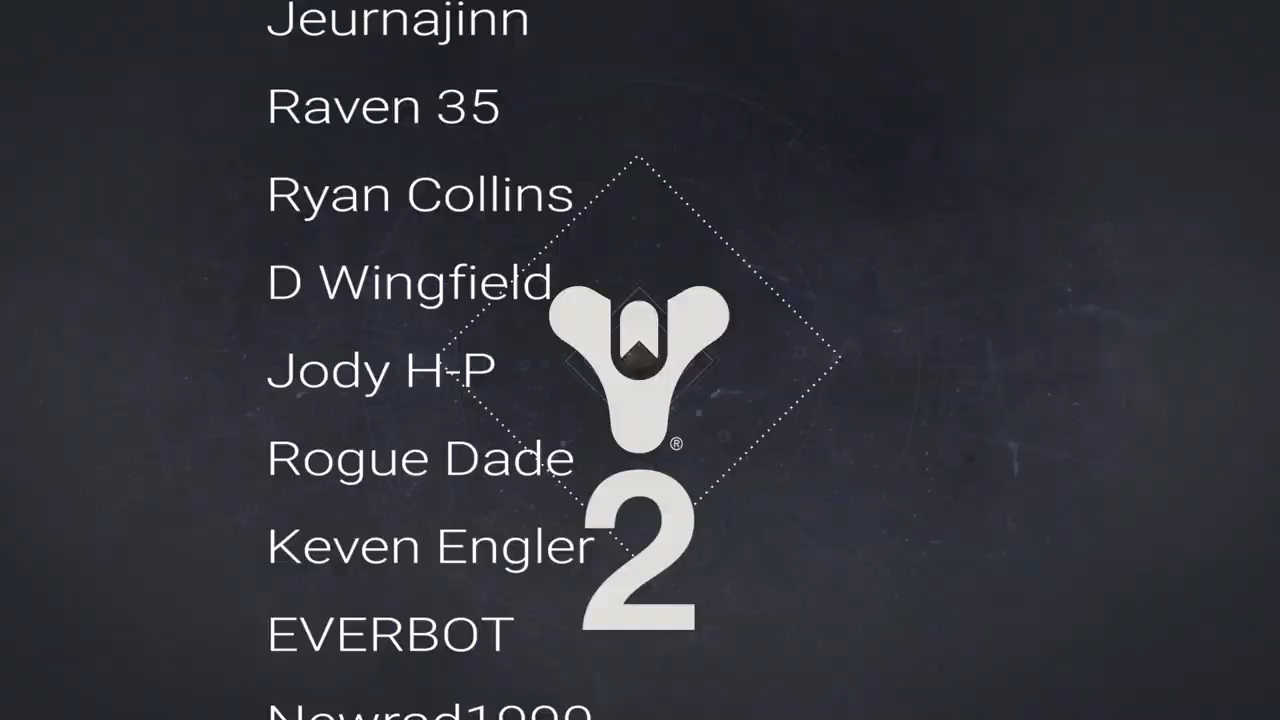 Jeurnajinn
Raven 35
Ryan Collins
D Wingfield
Jody H-P
Rogue Dade
Keven Engler
EVERBOT
®
2